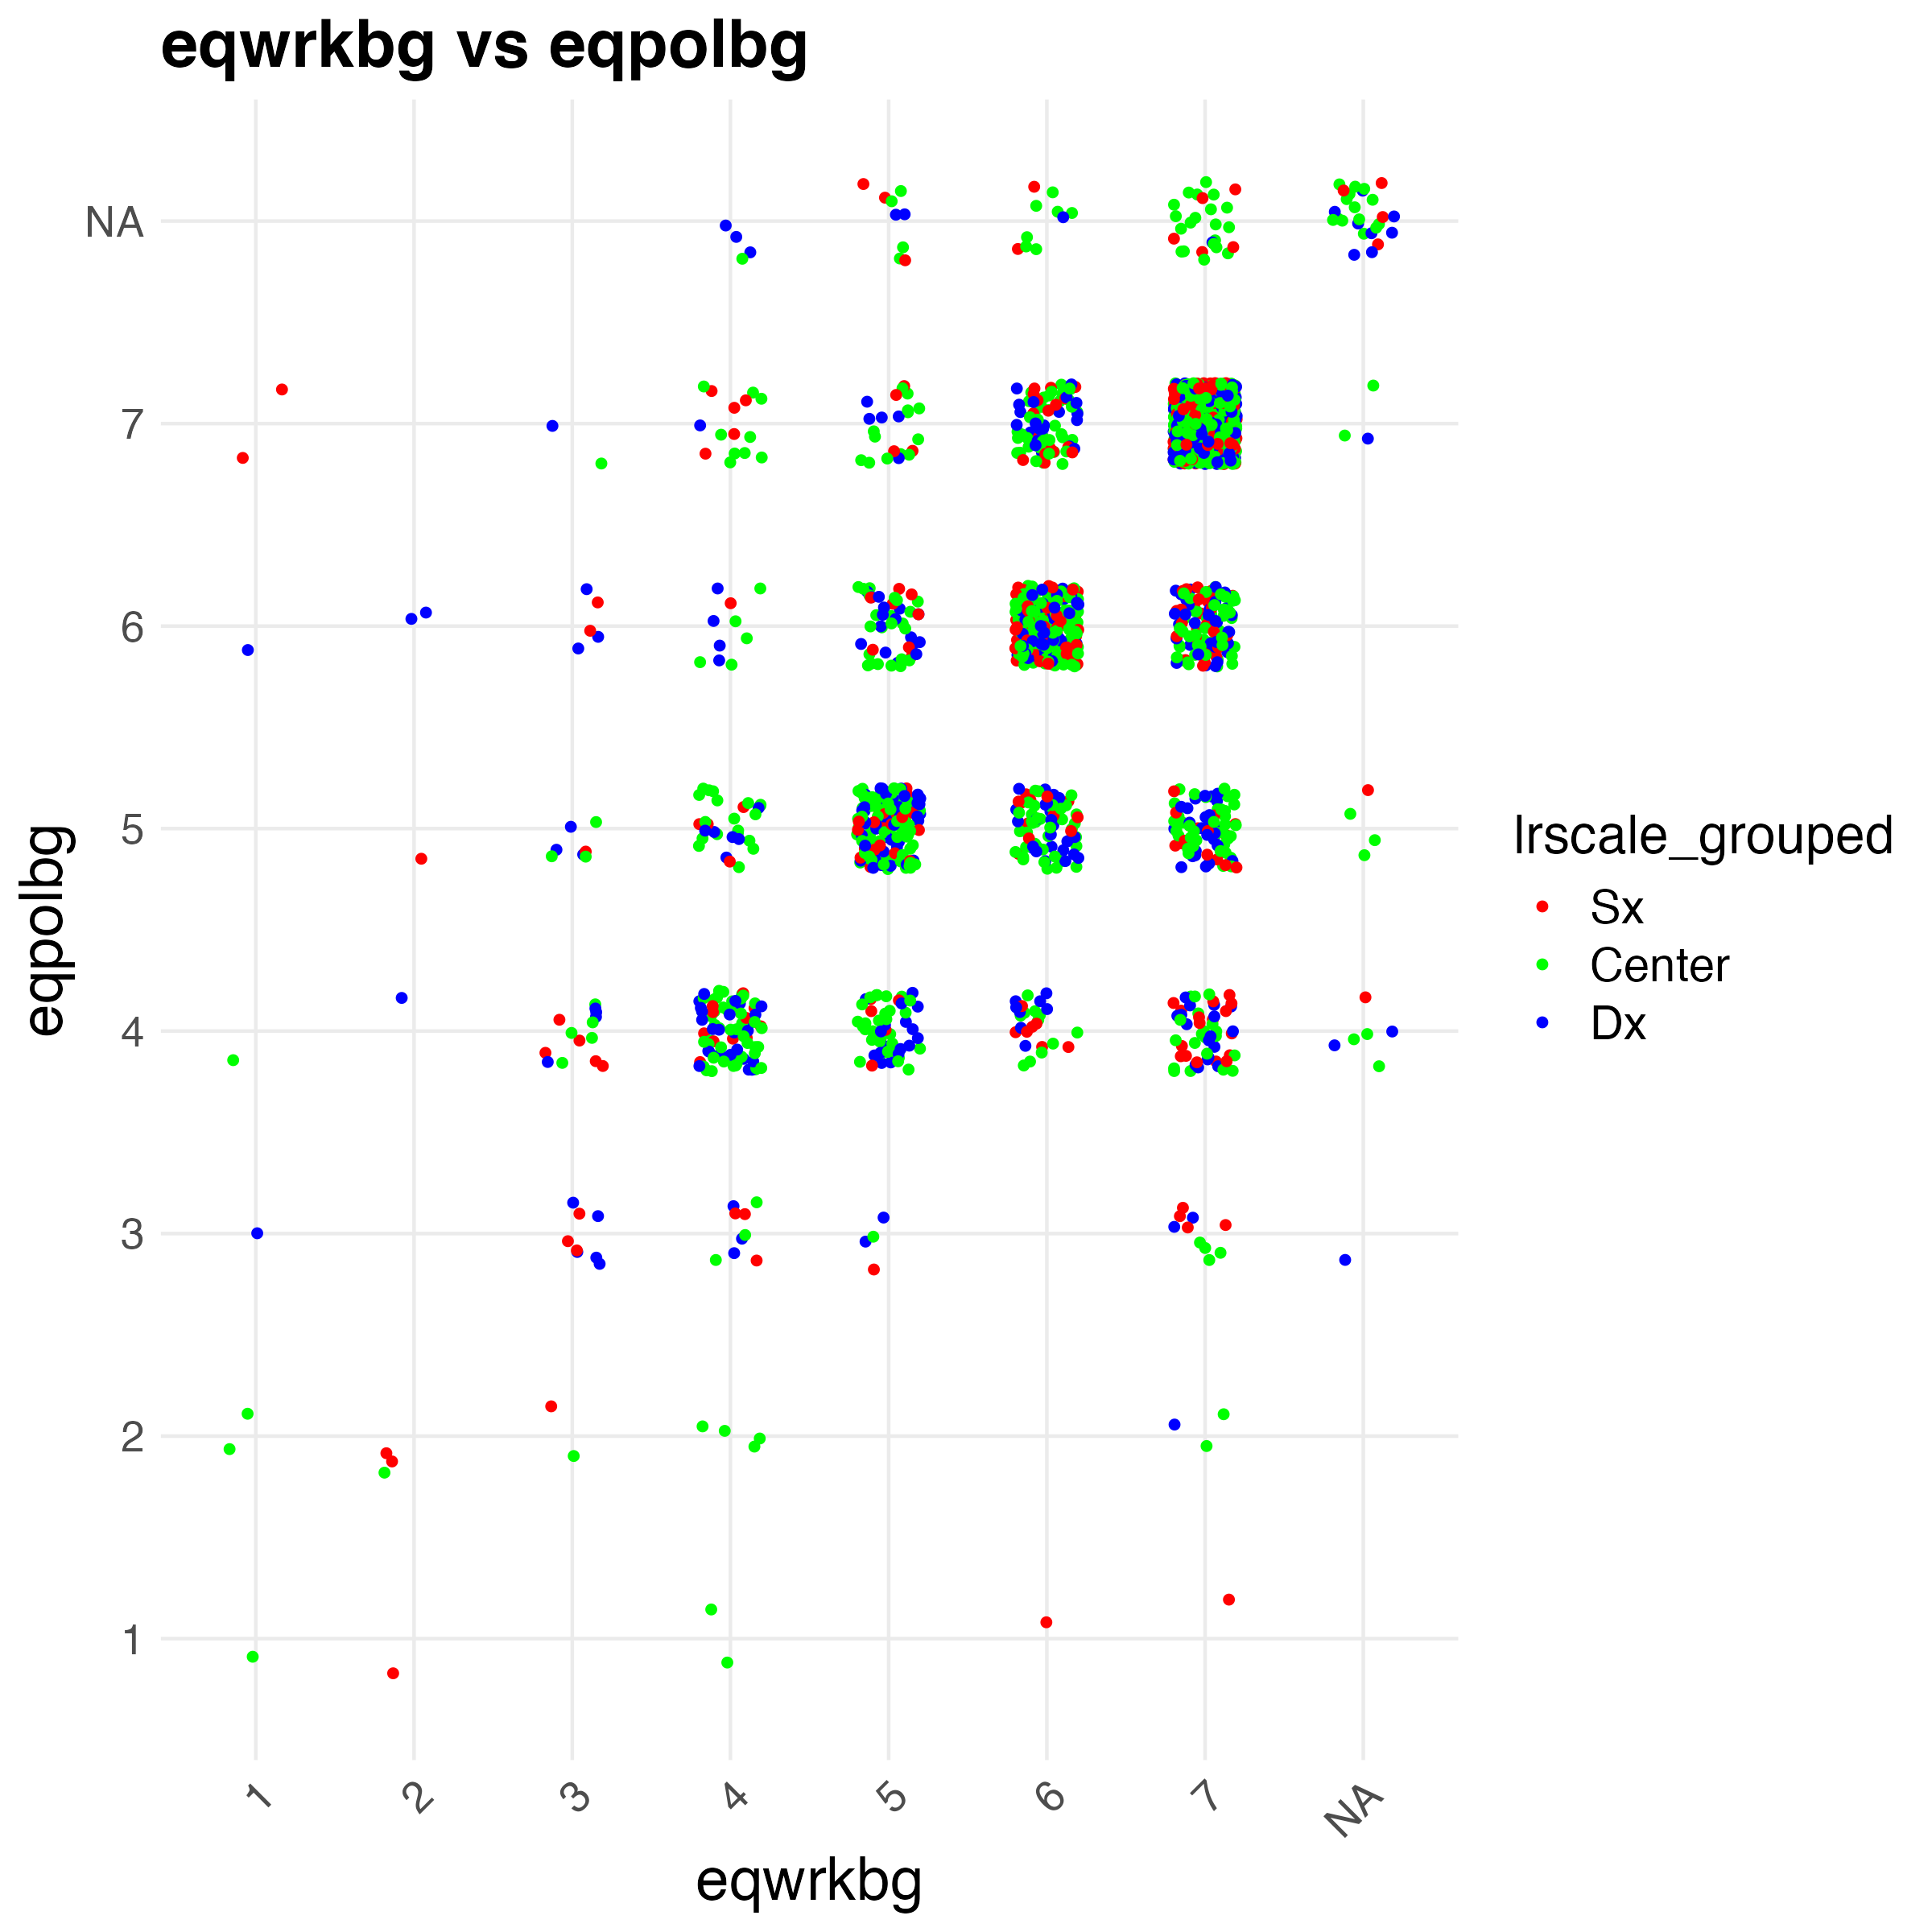 eqwrkbg vs eqpolbg
NA
7
6
5
4
3
2
1
eqpolbg
1
2
3
4
5
6
7
NA
eqwrkbg
lrscale_grouped
Sx
Center
Dx